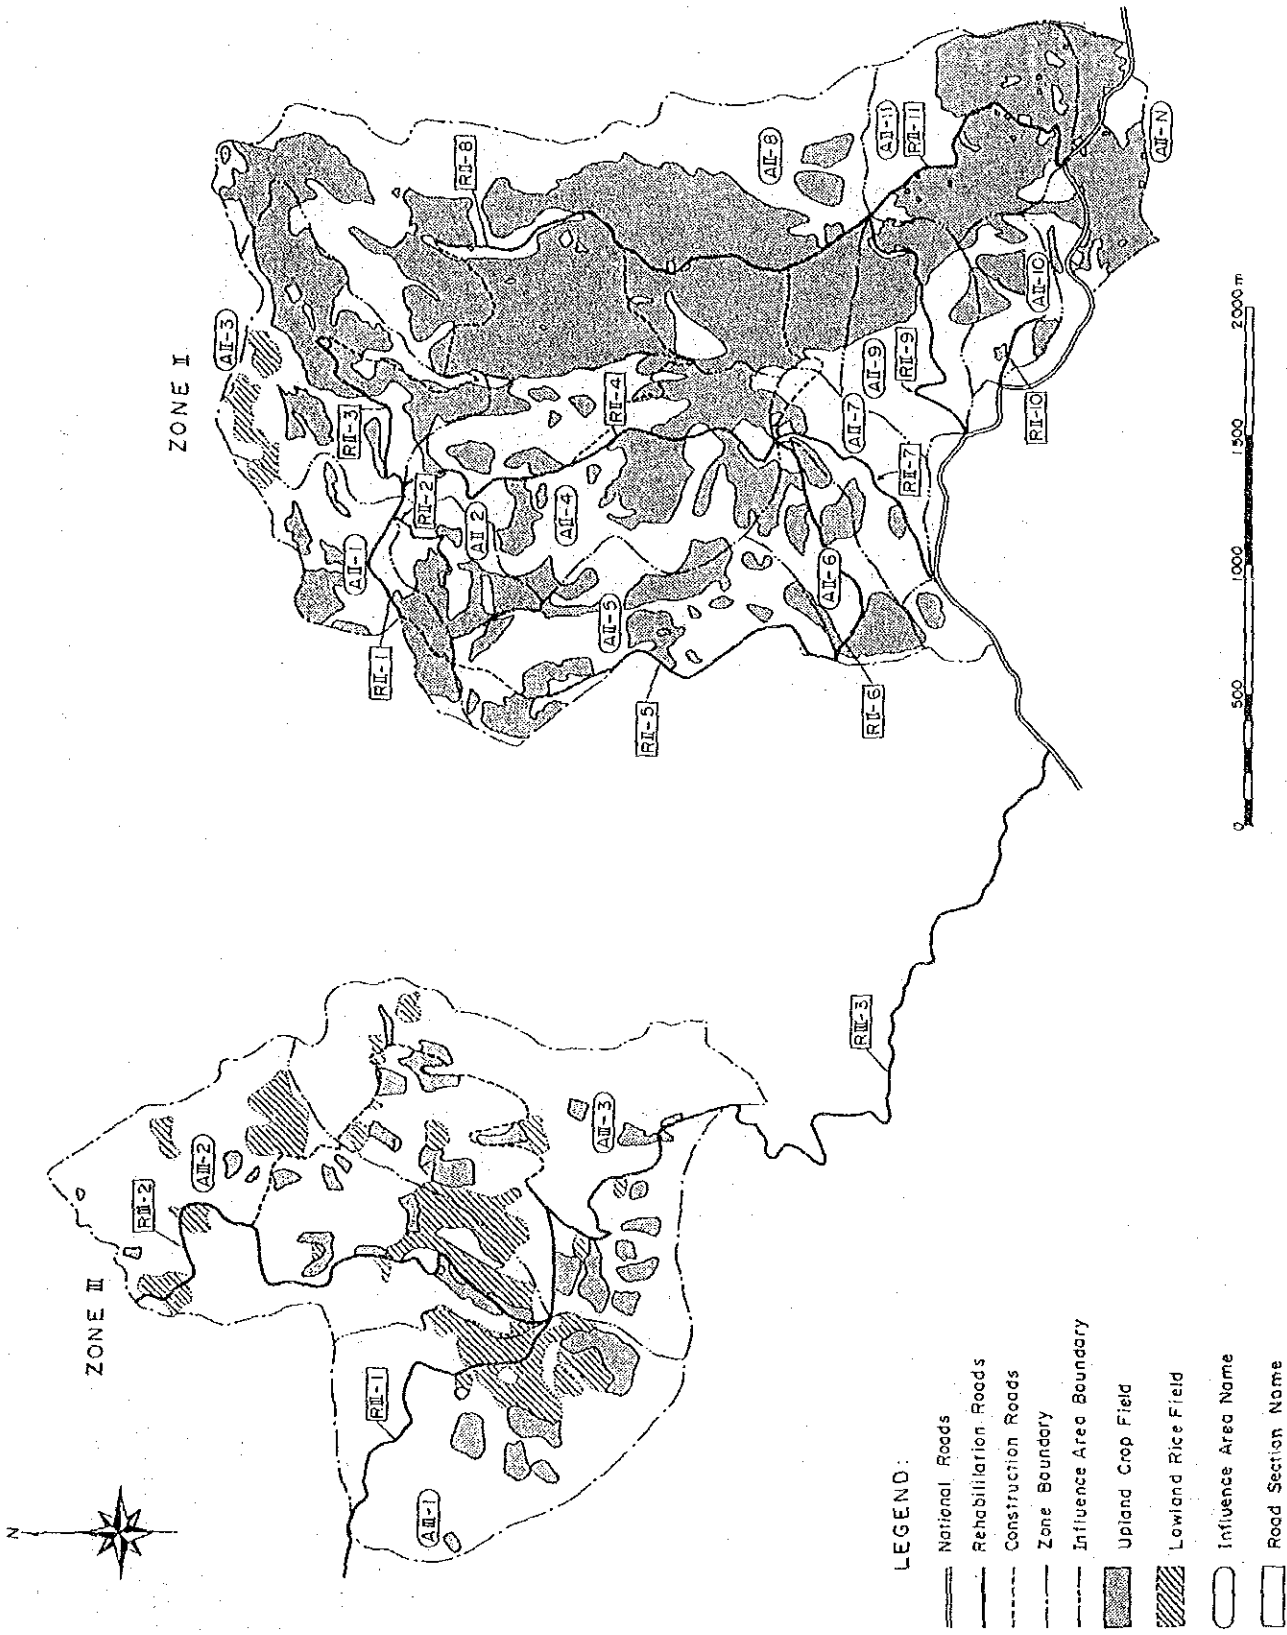 ZONE II
ZONE III
N
AII-1
AII-3
RII-3
RII-2
AII 2
RII-1
AII-4
AII-5
RII-4
RII-5
RII-8
AII-8
AII-11
RII-11
AII-N
AII-10
RII-10
AII-9
RII-9
AII-7
RII-7
AII-6
RII-6
RIII-2
AIII-2
AIII-3
RIII-3
RIII-1
AIII-1
0 500 1000 1500 2000 m
LEGEND:
National Roads
Rehabilitation Roads
Construction Roads
Zone Boundary
Influence Area Boundary
Upland Crop Field
Lowland Rice Field
Influence Area Name
Road Section Name